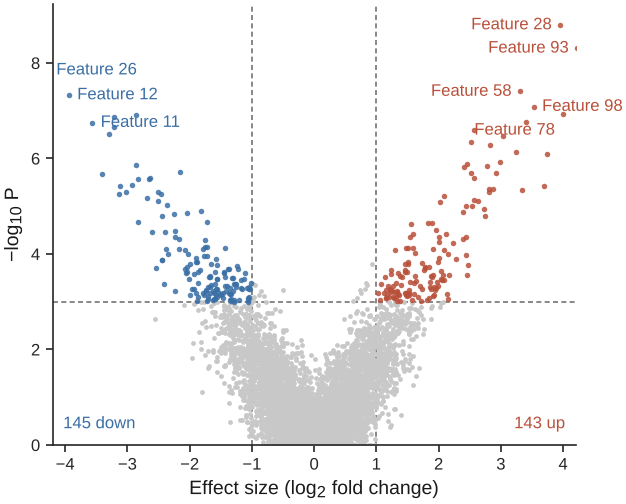 Feature 28
Feature 93
Feature 26
Feature 58
Feature 12
Feature 98
Feature 11
Feature 78
145 down
143 up
8
6
4
2
0
−log10 P
−4
−3
−2
−1
0
1
2
3
4
Effect size (log2 fold change)